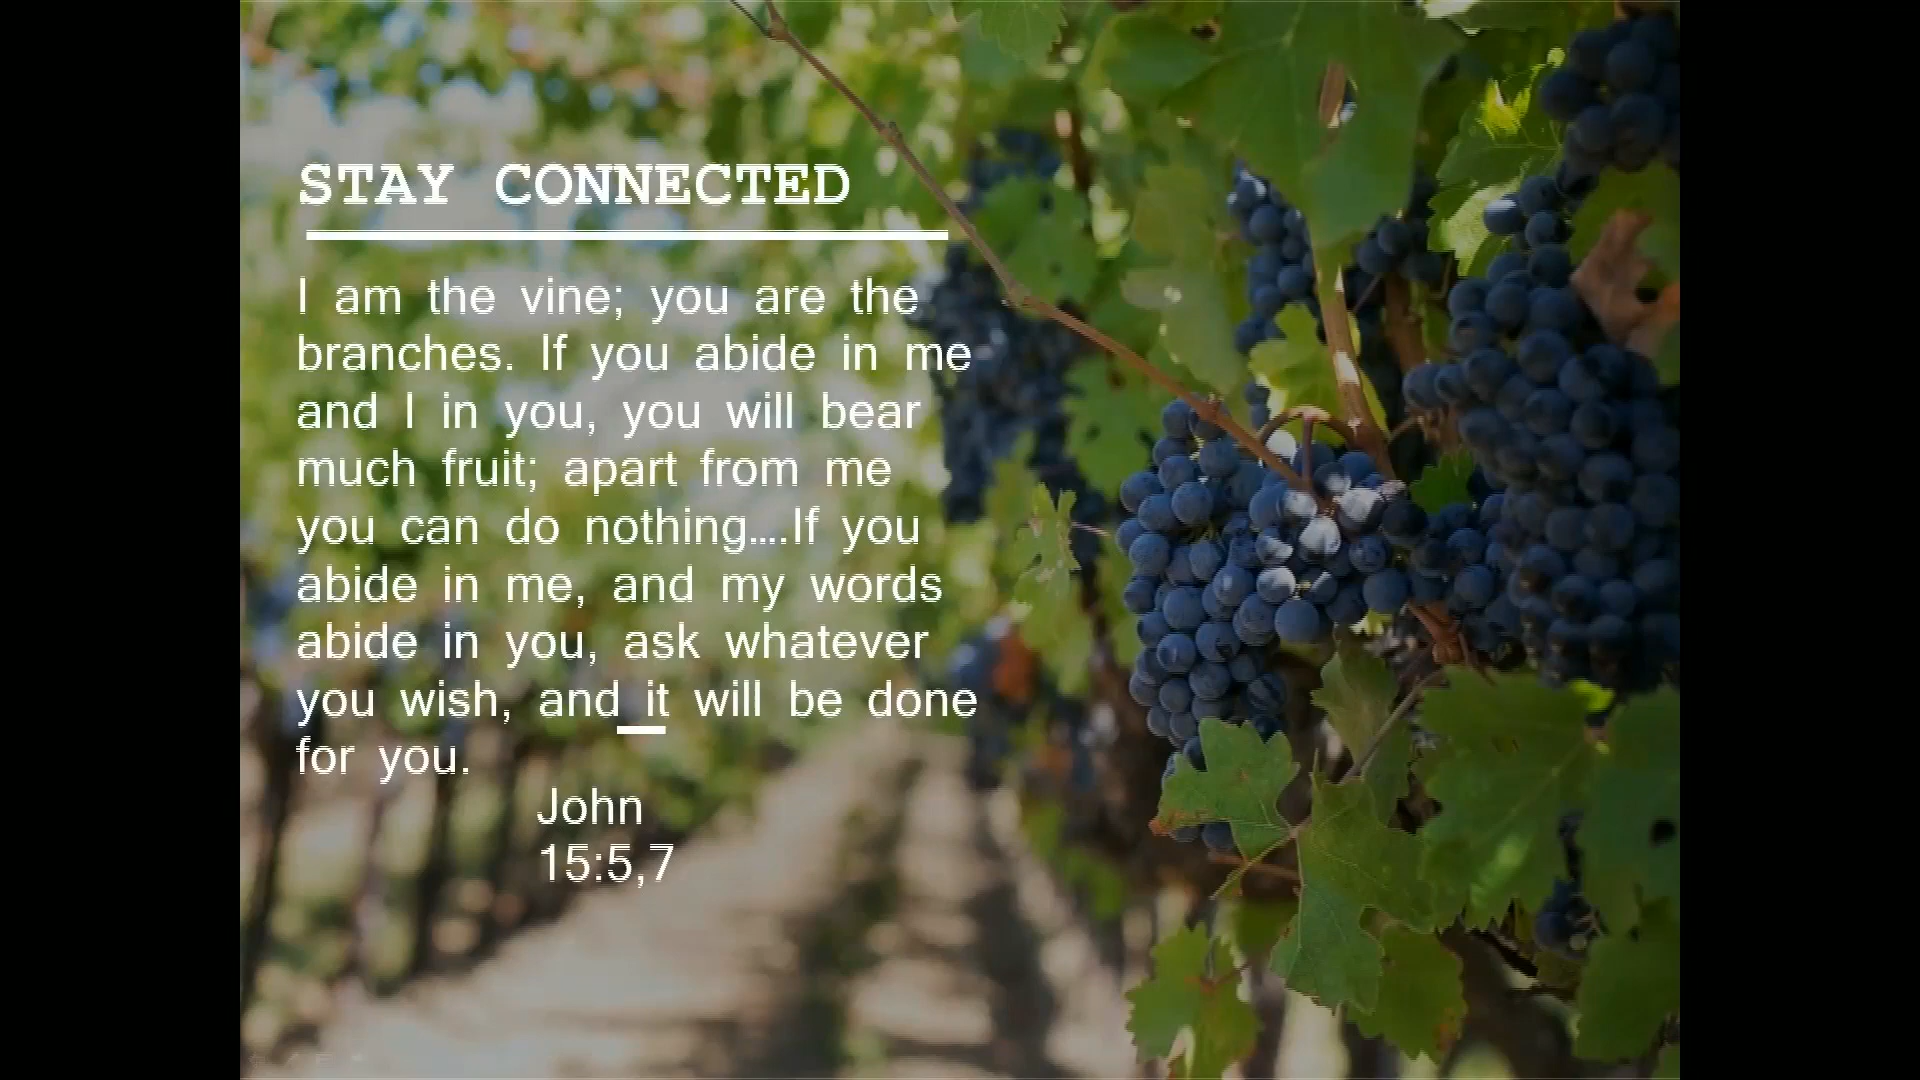 STAY CONNECTED
I am the vine; you are the
branches. If you abide in me
and I in you, you will bear
much fruit; apart from me
you can do nothing….If you
abide in me, and my words
abide in you, ask whatever
you wish, and it will be done
for you.
John
15:5,7